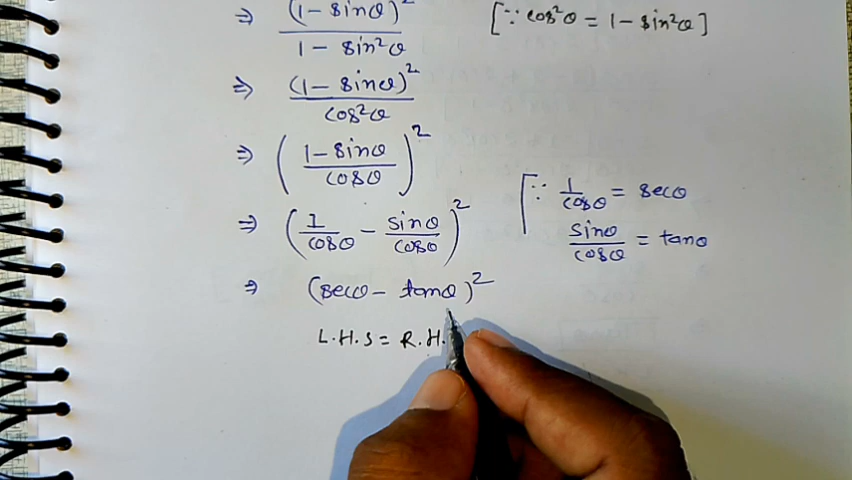 ⇒ (1 - sinθ)² / 1 - sin²θ [∵ cos²θ = 1 - sin²θ]
⇒ (1 - sinθ)² / cos²θ
⇒ (1 - sinθ / cosθ)²
⇒ (1/cosθ - sinθ/cosθ)² [∵ 1/cosθ = secθ
sinθ/cosθ = tanθ
⇒ (secθ - tanθ)²
L.H.S = R.H.